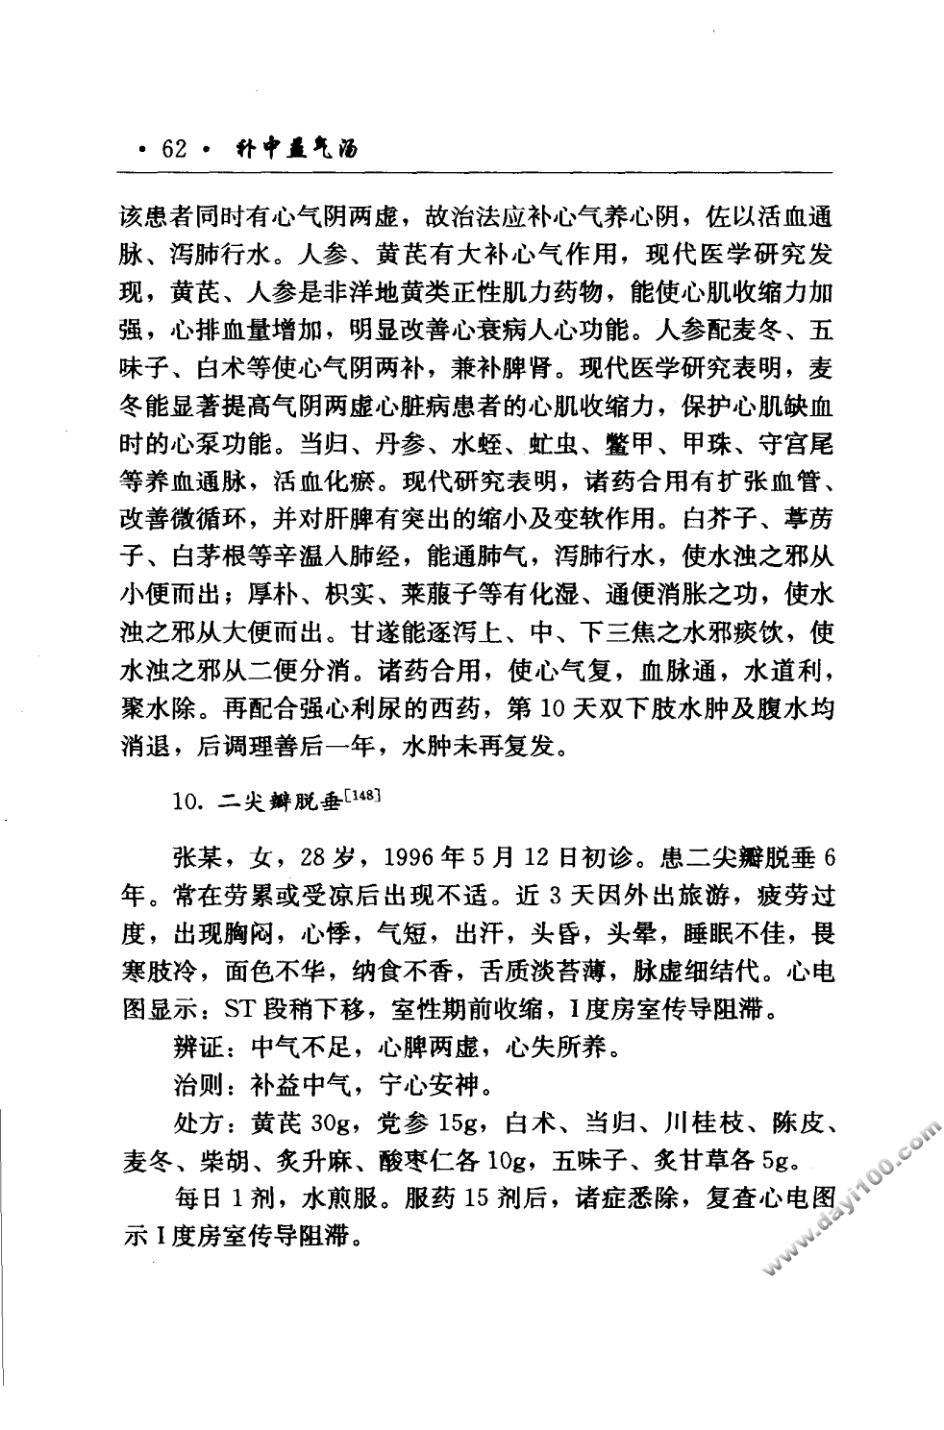 · 62 · 补中益气汤
该患者同时有心气阴两虚，故治法应补心气养心阴，佐以活血通
脉、泻肺行水。人参、黄芪有大补心气作用，现代医学研究发
现，黄芪、人参是非洋地黄类正性肌力药物，能使心肌收缩力加
强，心排血量增加，明显改善心衰病人心功能。人参配麦冬、五
味子、白术等使心气阴两补，兼补脾肾。现代医学研究表明，麦
冬能显著提高气阴两虚心脏病患者的心肌收缩力，保护心肌缺血
时的心泵功能。当归、丹参、水蛭、虻虫、鳖甲、甲珠、守宫尾
等养血通脉，活血化瘀。现代研究表明，诸药合用有扩张血管、
改善微循环，并对肝脾有突出的缩小及变软作用。白芥子、葶苈
子、白茅根等辛温入肺经，能通肺气，泻肺行水，使水浊之邪从
小便而出；厚朴、枳实、莱菔子等有化湿、通便消胀之功，使水
浊之邪从大便而出。甘遂能逐泻上、中、下三焦之水邪痰饮，使
水浊之邪从二便分消。诸药合用，使心气复，血脉通，水道利，
聚水除。再配合强心利尿的西药，第 10 天双下肢水肿及腹水均
消退，后调理善后一年，水肿未再复发。
10. 二尖瓣脱垂[148]
张某，女，28 岁，1996 年 5 月 12 日初诊。患二尖瓣脱垂 6
年。常在劳累或受凉后出现不适。近 3 天因外出旅游，疲劳过
度，出现胸闷，心悸，气短，出汗，头昏，头晕，睡眠不佳，畏
寒肢冷，面色不华，纳食不香，舌质淡苔薄，脉虚细结代。心电
图显示：ST 段稍下移，室性期前收缩，I 度房室传导阻滞。
辨证：中气不足，心脾两虚，心失所养。
治则：补益中气，宁心安神。
处方：黄芪 30g，党参 15g，白术、当归、川桂枝、陈皮、
麦冬、柴胡、炙升麻、酸枣仁各 10g，五味子、炙甘草各 5g。
每日 1 剂，水煎服。服药 15 剂后，诸症悉除，复查心电图
示 I 度房室传导阻滞。
www.dayi100.com